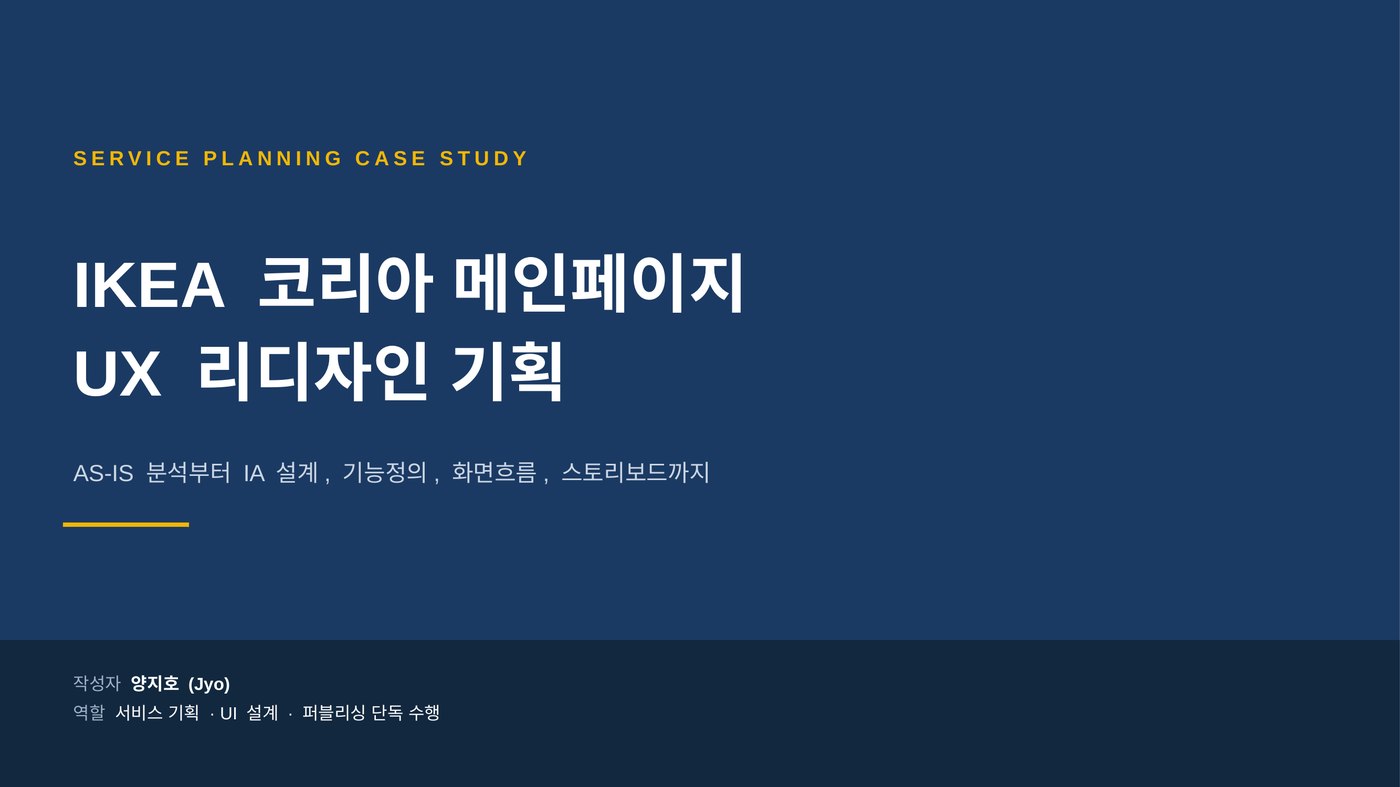 SERVICE PLANNING CASE STUDY
IKEA 코리아 메인페이지
UX 리디자인 기획
AS-IS 분석부터 IA 설계, 기능정의, 화면흐름, 스토리보드까지
작성자 양지호 (Jyo)
역할 서비스 기획 · UI 설계 · 퍼블리싱 단독 수행